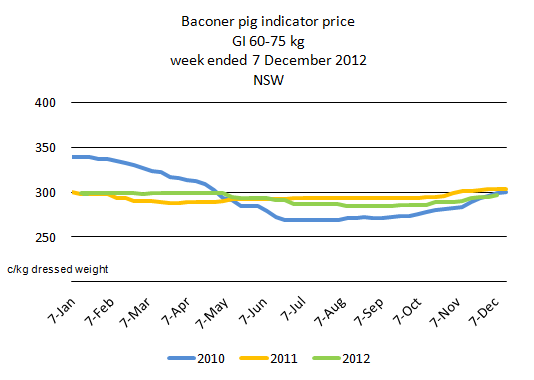 Baconer pig indicator price
GI 60-75 kg
week ended 7 December 2012
NSW
400
350
300
250
c/kg dressed weight
7-Jan
7-Feb
7-Mar
7-Apr
7-May
7-Jun
7-Jul
7-Aug
7-Sep
7-Oct
7-Nov
7-Dec
2010
2011
2012